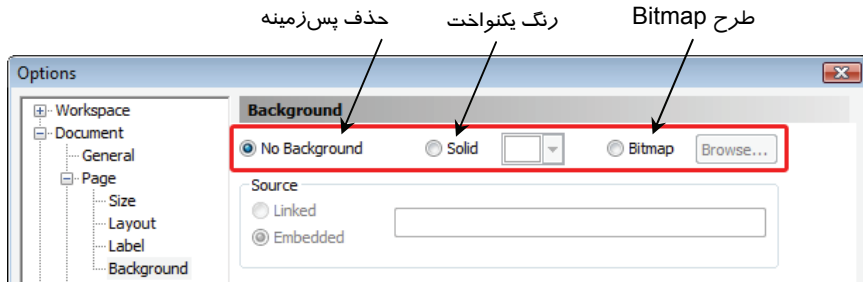 طرح Bitmap
رنگ یکنواخت
حذف پس‌زمینه
Options
Workspace
Document
General
Page
Size
Layout
Label
Background
Background
No Background
Solid
Bitmap
Browse...
Source
Linked
Embedded